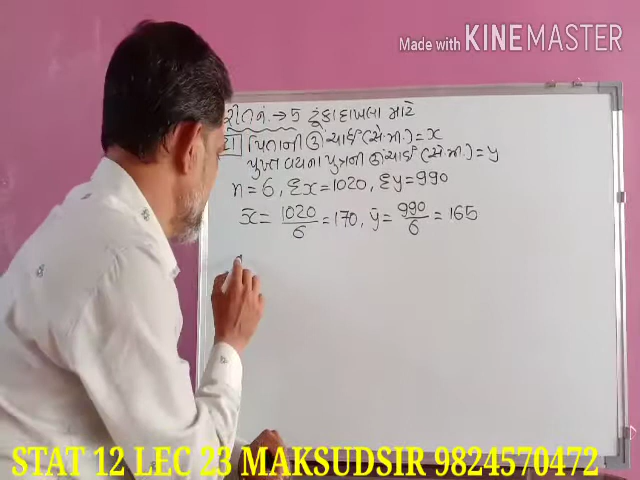 Made with KINEMASTER
રીત નં. → 5 ટૂંકા દાખલા માટે
પિતાની ઊંચાઈ (સે.મી.) = x
પુખ્ત વયના પુત્રની ઊંચાઈ (સે.મી.) = y
n = 6, Σx = 1020, Σy = 990
x̄ = 1020/6 = 170, ȳ = 990/6 = 165
STAT 12 LEC 23 MAKSUDSIR 9824570472